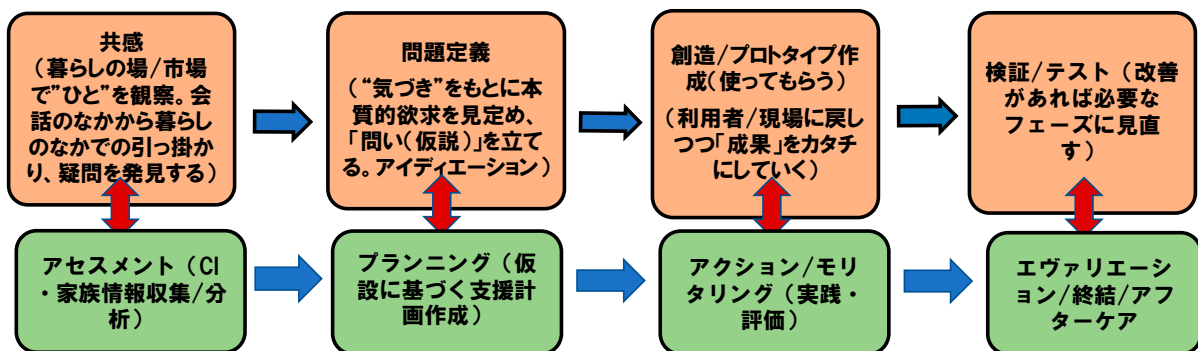 共感
（暮らしの場/市場
で”ひと”を観察。会
話のなかから暮らし
のなかでの引っ掛か
り、疑問を発見する）
問題定義
（“気づき”をもとに本
質的欲求を見定め、
「問い（仮説）」を立て
る。アイディエーション）
創造/プロトタイプ作
成（使ってもらう）
（利用者/現場に戻し
つつ「成果」をカタチ
にしていく）
検証/テスト（改善
があれば必要な
フェーズに見直
す）
アセスメント（Cl
・家族情報収集/分
析）
プランニング（仮
設に基づく支援計
画作成）
アクション/モリ
タリング（実践・
評価）
エヴァリエーシ
ョン/終結/アフ
ターケア